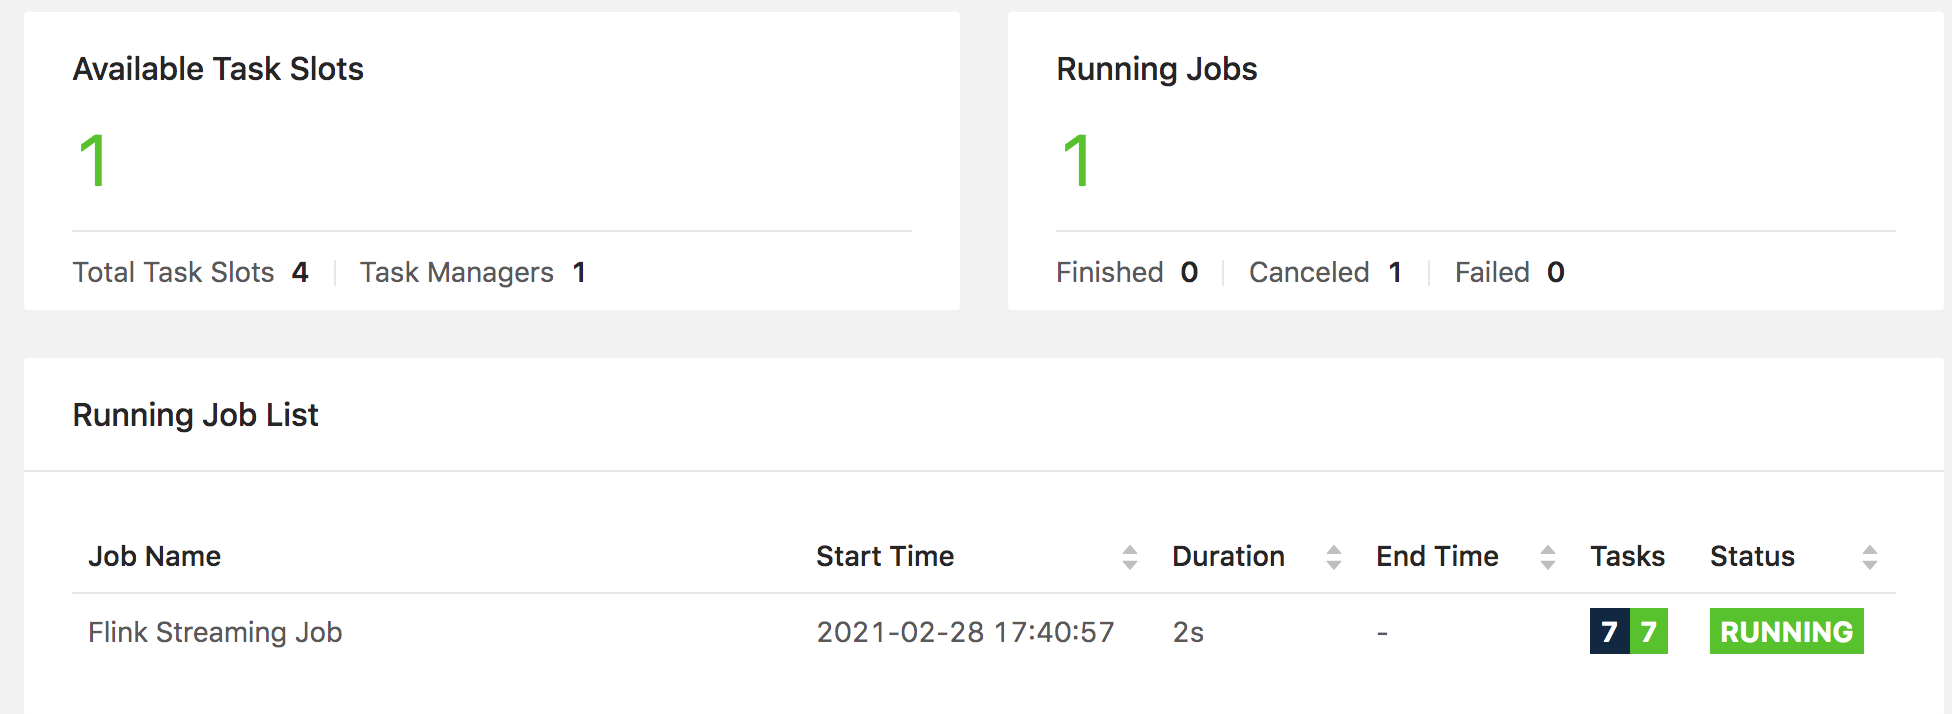 Available Task Slots
1
Total Task Slots 4 Task Managers 1
Running Jobs
1
Finished 0 Canceled 1 Failed 0
Running Job List
Job Name Start Time Duration End Time Tasks Status
Flink Streaming Job 2021-02-28 17:40:57 2s - 7 7 RUNNING